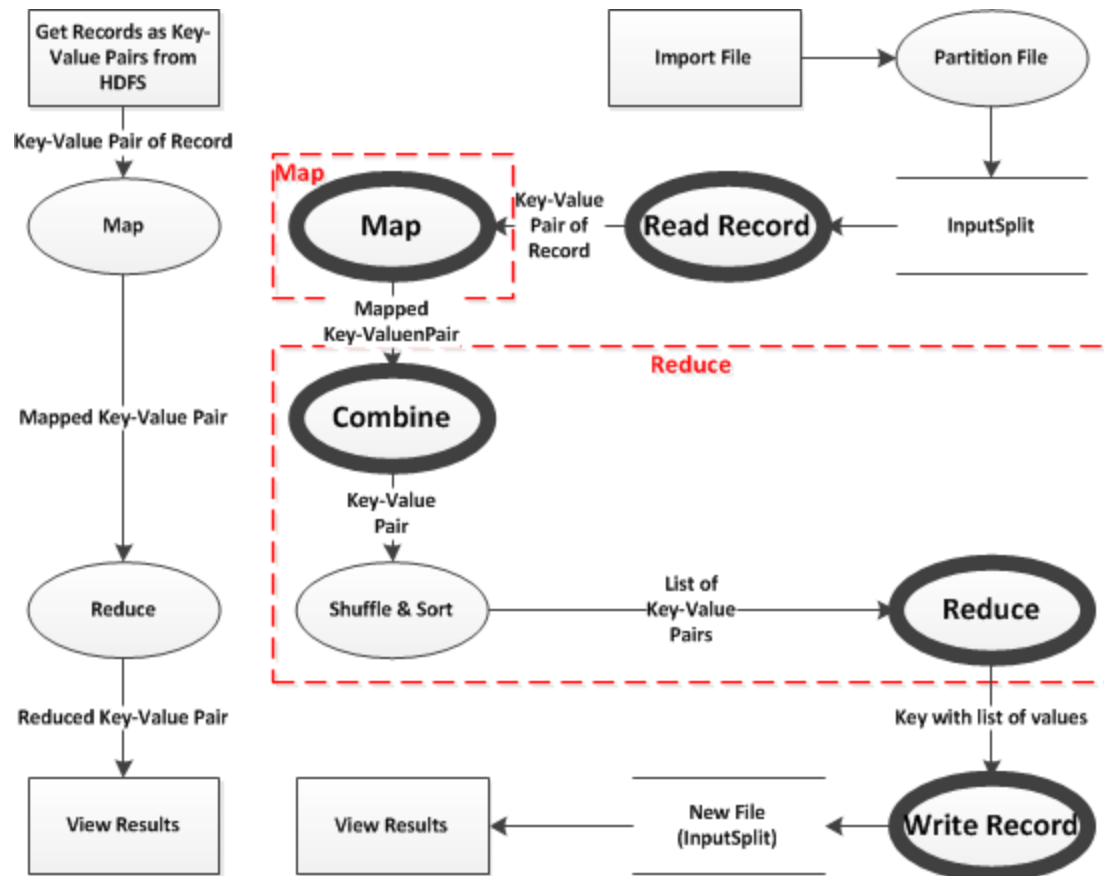 Get Records as Key-
Value Pairs from
HDFS
Key-Value Pair of Record
Map
Mapped Key-Value Pair
Reduce
Reduced Key-Value Pair
View Results
Import File
Partition File
InputSplit
Read Record
Key-Value
Pair of
Record
Map
Map
Mapped
Key-ValuenPair
Reduce
Combine
Key-Value
Pair
Shuffle & Sort
List of
Key-Value
Pairs
Reduce
Key with list of values
Write Record
New File
(InputSplit)
View Results